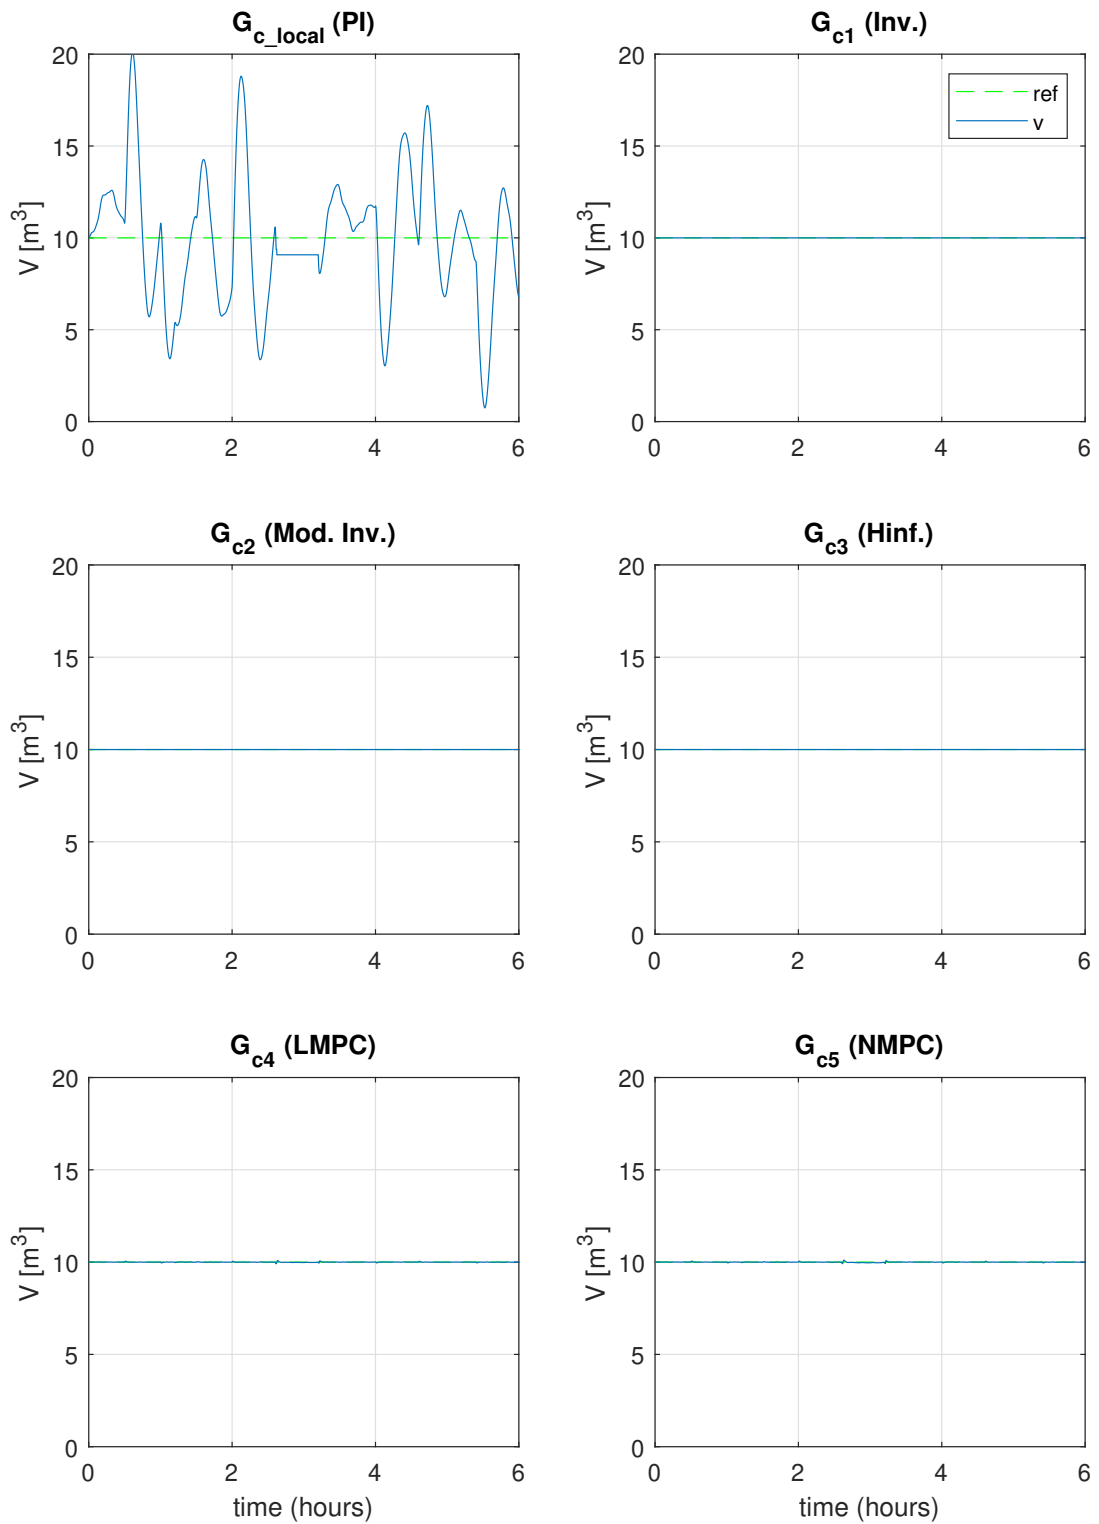 G_c_local (PI)
20
15
10
5
0
V [m^3]
0 2 4 6
G_c1 (Inv.)
ref
v
20
15
10
5
0
V [m^3]
0 2 4 6
G_c2 (Mod. Inv.)
20
15
10
5
0
V [m^3]
0 2 4 6
G_c3 (Hinf.)
20
15
10
5
0
V [m^3]
0 2 4 6
G_c4 (LMPC)
20
15
10
5
0
V [m^3]
0 2 4 6
time (hours)
G_c5 (NMPC)
20
15
10
5
0
V [m^3]
0 2 4 6
time (hours)